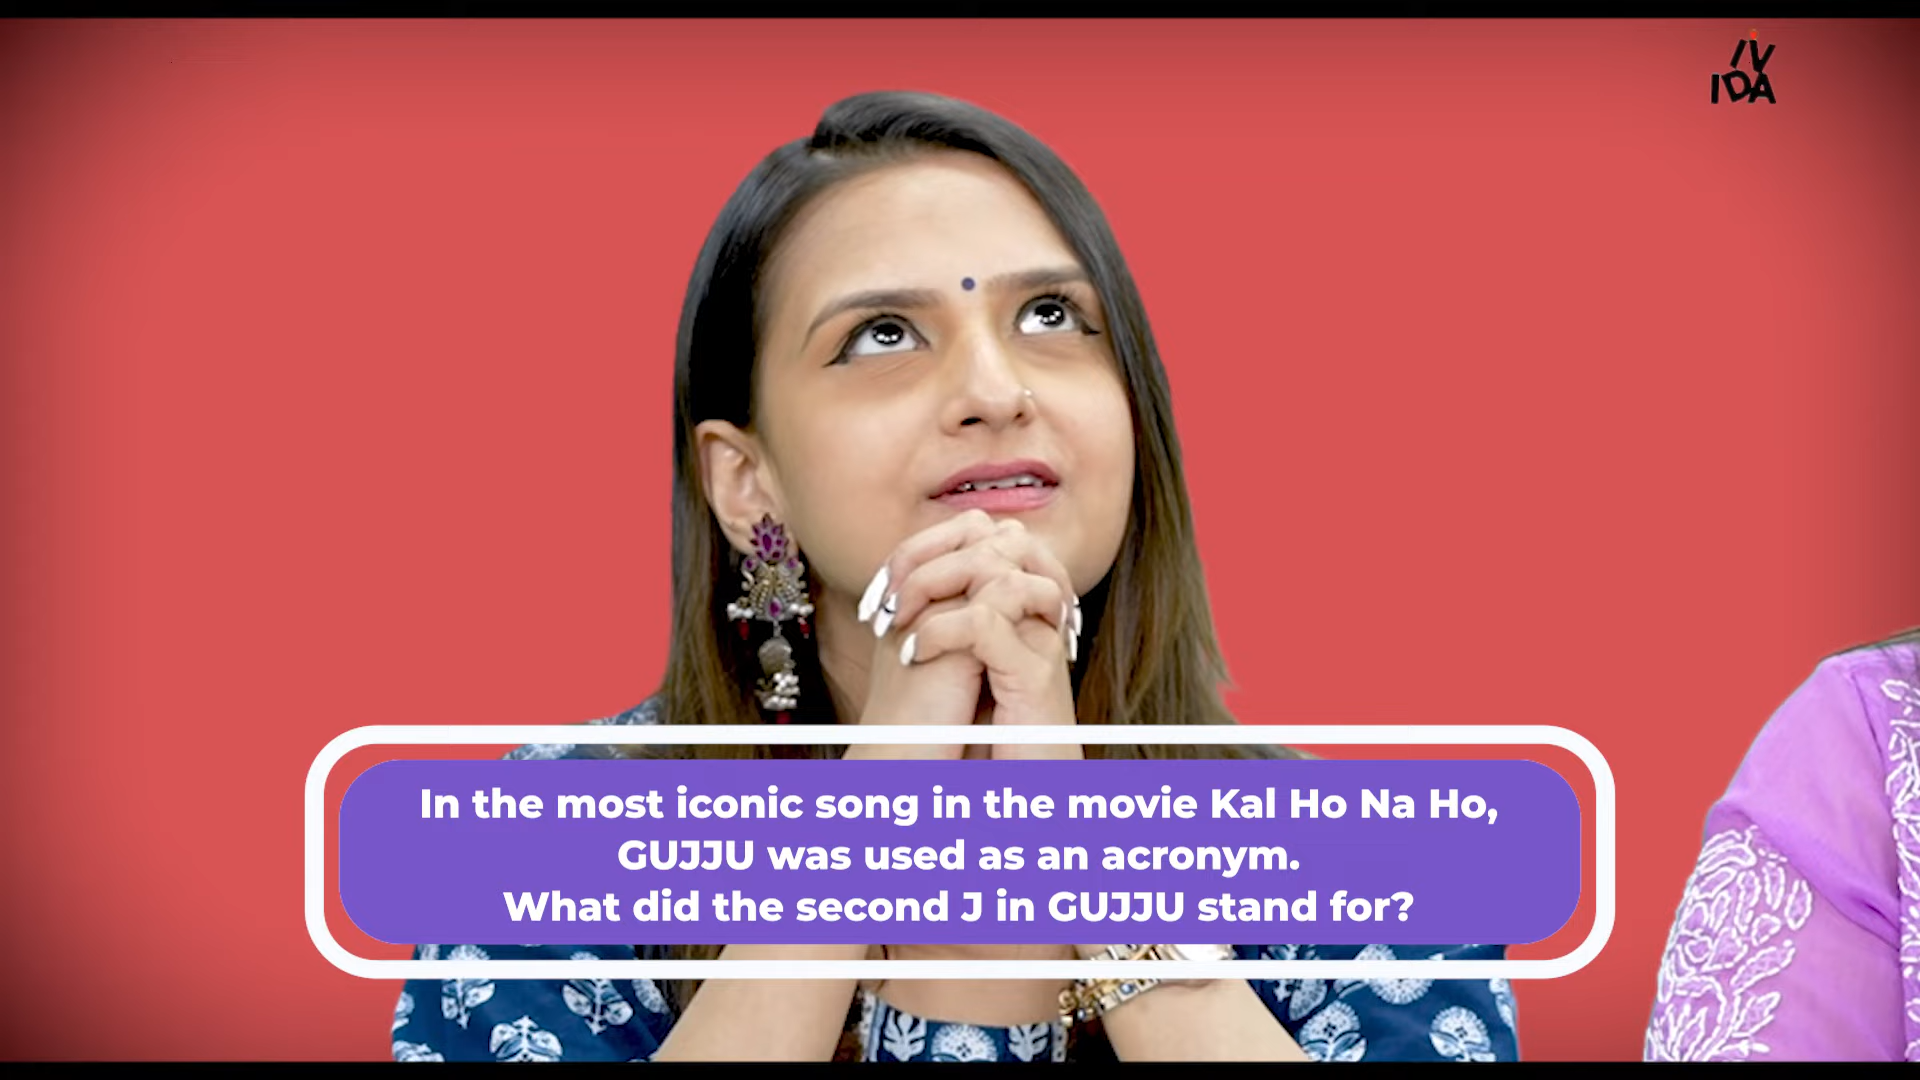 IV
IDA
In the most iconic song in the movie Kal Ho Na Ho,
GUJJU was used as an acronym.
What did the second J in GUJJU stand for?